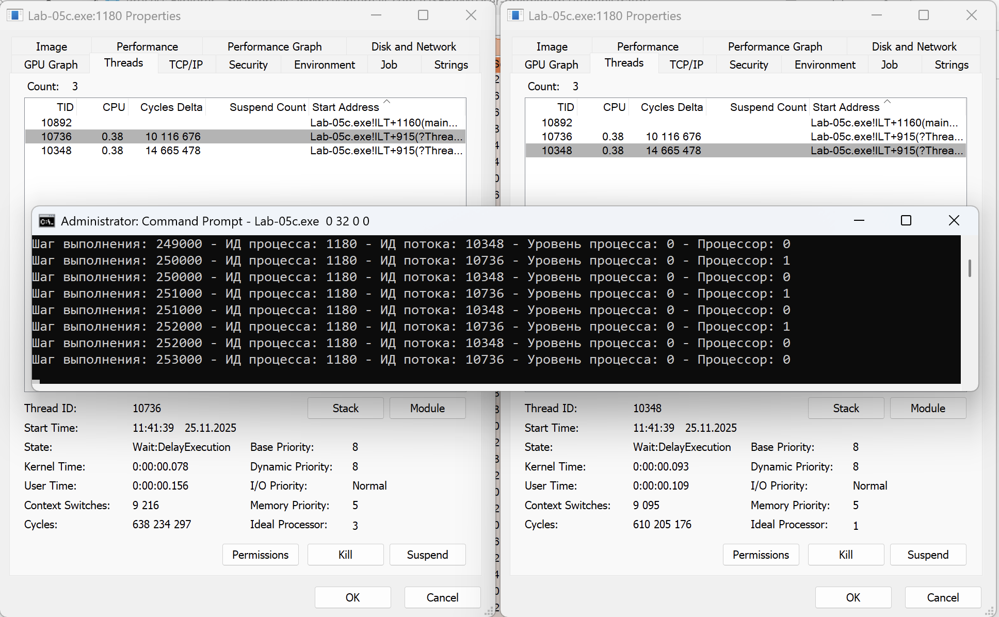 Lab-05c.exe:1180 Properties
Image Performance Performance Graph Disk and Network
GPU Graph Threads TCP/IP Security Environment Job Strings
Count: 3
TID CPU Cycles Delta Suspend Count Start Address
10892 Lab-05c.exe!ILT+1160(main...
10736 0.38 10 116 676 Lab-05c.exe!ILT+915(?Threa...
10348 0.38 14 665 478 Lab-05c.exe!ILT+915(?Threa...
Lab-05c.exe:1180 Properties
Image Performance Performance Graph Disk and Network
GPU Graph Threads TCP/IP Security Environment Job Strings
Count: 3
TID CPU Cycles Delta Suspend Count Start Address
10892 Lab-05c.exe!ILT+1160(main...
10736 0.38 10 116 676 Lab-05c.exe!ILT+915(?Threa...
10348 0.38 14 665 478 Lab-05c.exe!ILT+915(?Threa...
Administrator: Command Prompt - Lab-05c.exe 0 32 0 0
Шаг выполнения: 249000 - ИД процесса: 1180 - ИД потока: 10348 - Уровень процесса: 0 - Процессор: 0
Шаг выполнения: 250000 - ИД процесса: 1180 - ИД потока: 10736 - Уровень процесса: 0 - Процессор: 1
Шаг выполнения: 250000 - ИД процесса: 1180 - ИД потока: 10348 - Уровень процесса: 0 - Процессор: 0
Шаг выполнения: 251000 - ИД процесса: 1180 - ИД потока: 10736 - Уровень процесса: 0 - Процессор: 1
Шаг выполнения: 251000 - ИД процесса: 1180 - ИД потока: 10348 - Уровень процесса: 0 - Процессор: 0
Шаг выполнения: 252000 - ИД процесса: 1180 - ИД потока: 10736 - Уровень процесса: 0 - Процессор: 1
Шаг выполнения: 252000 - ИД процесса: 1180 - ИД потока: 10348 - Уровень процесса: 0 - Процессор: 0
Шаг выполнения: 253000 - ИД процесса: 1180 - ИД потока: 10736 - Уровень процесса: 0 - Процессор: 0
Thread ID: 10736 Stack Module
Start Time: 11:41:39 25.11.2025
State: Wait:DelayExecution Base Priority: 8
Kernel Time: 0:00:00.078 Dynamic Priority: 8
User Time: 0:00:00.156 I/O Priority: Normal
Context Switches: 9 216 Memory Priority: 5
Cycles: 638 234 297 Ideal Processor: 3
Permissions Kill Suspend
OK Cancel
Thread ID: 10348 Stack Module
Start Time: 11:41:39 25.11.2025
State: Wait:DelayExecution Base Priority: 8
Kernel Time: 0:00:00.093 Dynamic Priority: 8
User Time: 0:00:00.109 I/O Priority: Normal
Context Switches: 9 095 Memory Priority: 5
Cycles: 610 205 176 Ideal Processor: 1
Permissions Kill Suspend
OK Cancel